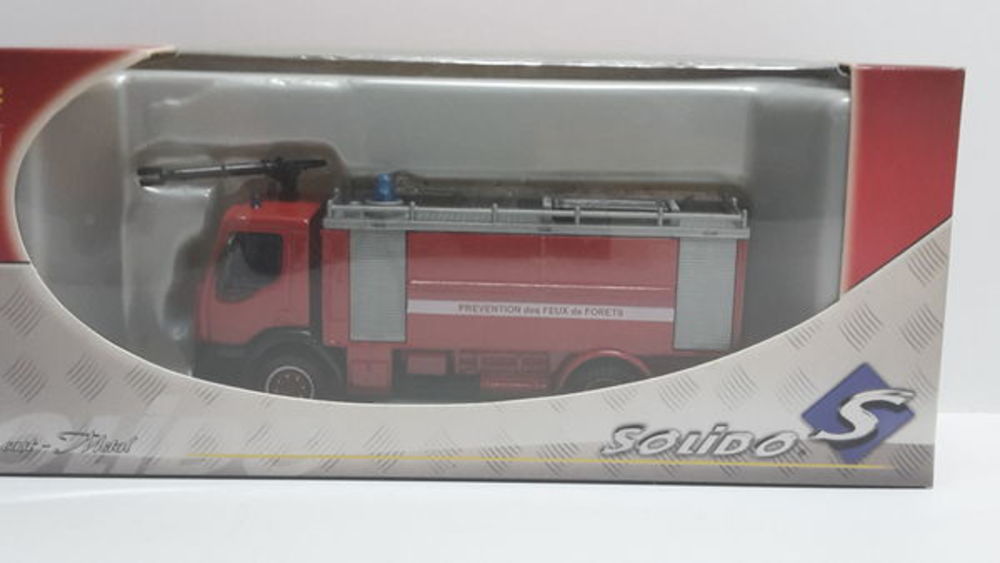 PREVENTION des FEUX de FORETS
SOLIDO
S
Metal